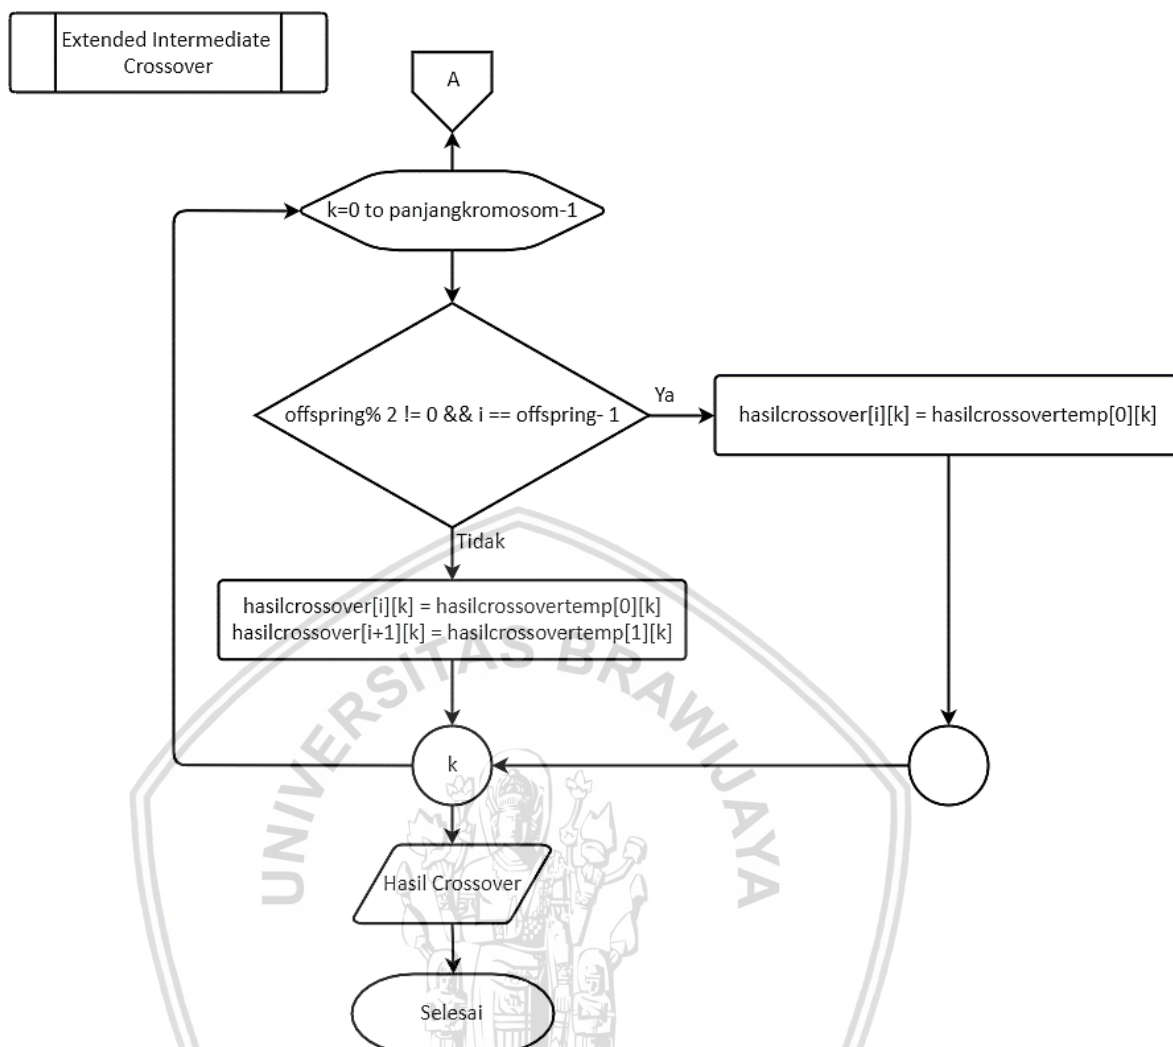 Extended Intermediate
Crossover
A
k=0 to panjangkromosom-1
offspring% 2 != 0 && i == offspring- 1
Ya
hasilcrossover[i][k] = hasilcrossovertemp[0][k]
Tidak
hasilcrossover[i][k] = hasilcrossovertemp[0][k]
hasilcrossover[i+1][k] = hasilcrossovertemp[1][k]
UNIVERSITAS BRAWIJAYA
k
Hasil Crossover
Selesai